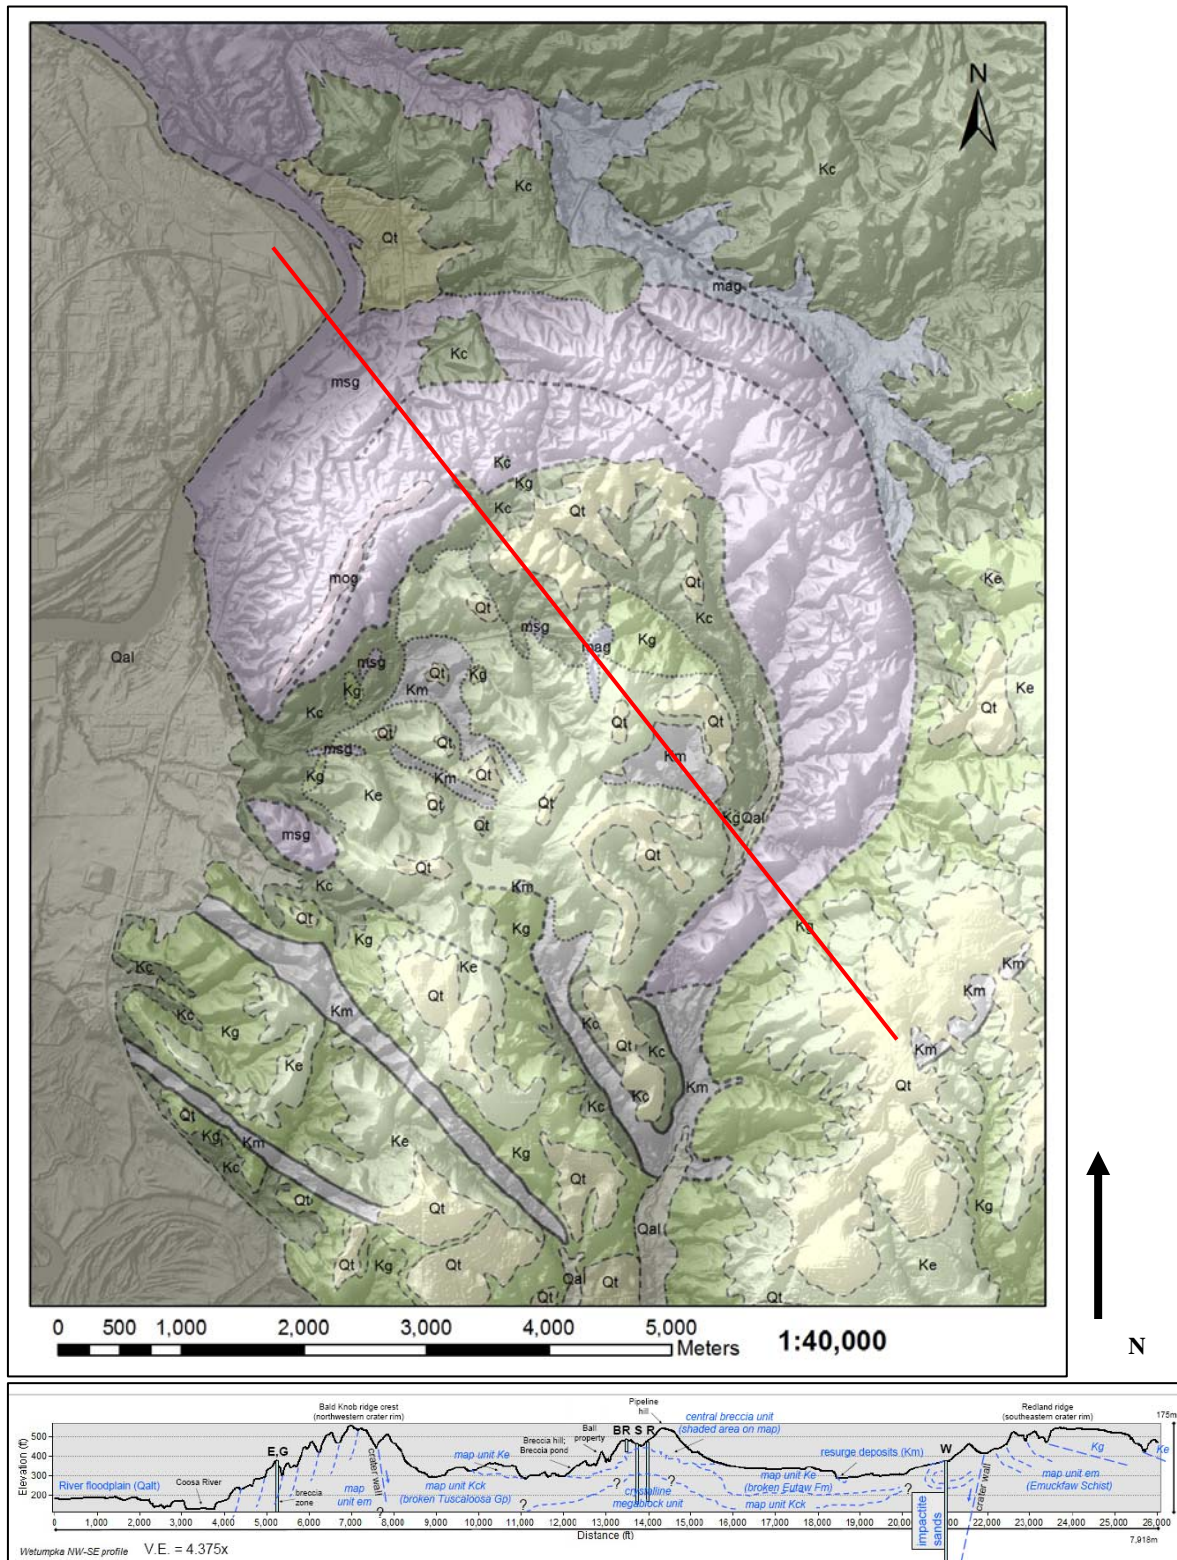 N
Kc
Kc
Qt
mag
Kc
msg
Kc
Kg
Kc
Qt
Ke
mog
Qt
Qt
Kc
msg
Kg
mag
Qal
msg
Kg
Km
Qt
Kg
Ke
Kc
Qt
Qt
Qt
Qt
msg
Qt
Km
Kg
Km
Qt
Ke
Qt
Qt
Qt
Kg Qal
msg
Qt
Qt
Qt
Kc
Km
Qt
Kg
Kg
Kg
Ke
Km
Kc
Qt
Kc
Km
Kc
Km
Kg
Qt
Km
Ke
Kc
Km
Kc
Qt
Qt
Km
Kc
Kg
Ke
Kc
Kg
Qt
Kg
Qt
Qt
Kg
Qal
Ke
Qt
Kg
Qal
Qt
Qt
Qt
Qt
0 500 1,000 2,000 3,000 4,000 5,000
Meters 1:40,000
N
Bald Knob ridge crest
(northwestern crater rim)
Pipeline
hill
Redland ridge
(southeastern crater rim)
175m
Elevation (ft)
500
400
300
200
River floodplain (Qalt)
Coosa River
E,G
breccia
zone
map
unit em
crater wall
?
map unit Ke
map unit Kck
(broken Tuscaloosa Gp)
Breccia hill;
Breccia pond
Ball
property
BR S R
central breccia unit
(shaded area on map)
?
?
?
crystalline
megablock unit
map unit Ke
(broken Eutaw Fm)
map unit Kck
resurge deposits (Km)
?
W
impactite
sands
crater wall
Kg
Ke
map unit em
(Emuckfaw Schist)
0 1,000 2,000 3,000 4,000 5,000 6,000 7,000 8,000 9,000 10,000 11,000 12,000 13,000 14,000 15,000 16,000 17,000 18,000 19,000 20,000 21,000 22,000 23,000 24,000 25,000 26,000
Distance (ft)
7,918m
Wetumpka NW-SE profile V.E. = 4.375x